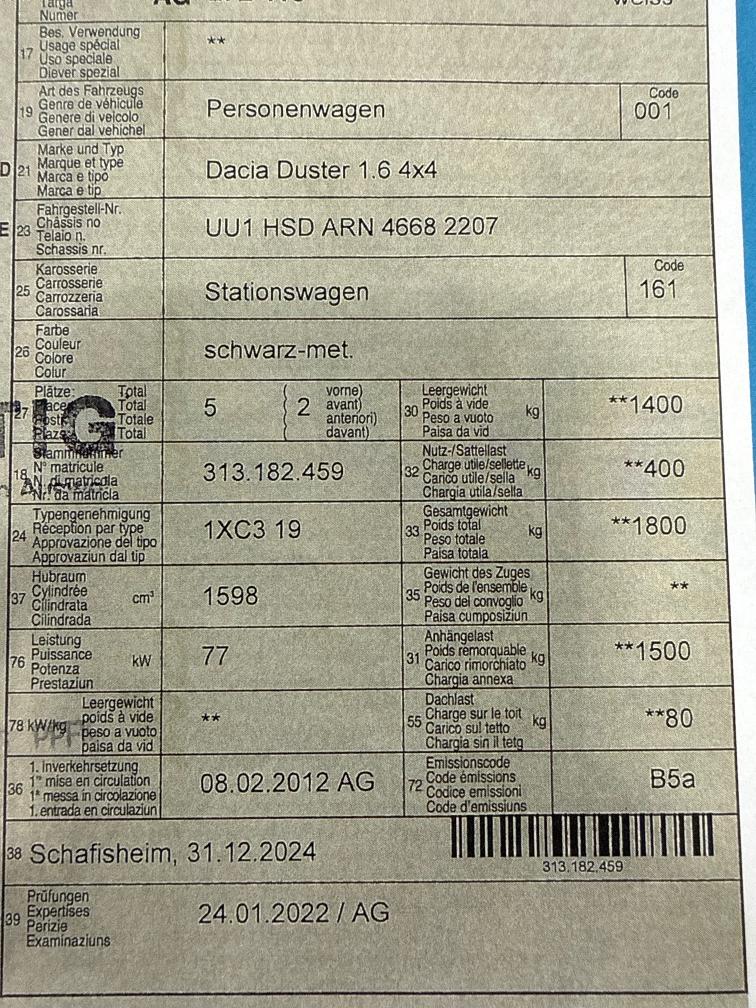 Targa
Numer
17 Bes. Verwendung
Usage spécial
Uso speciale
Diever spezial
**
19 Art des Fahrzeugs
Genre de véhicule
Genere di veicolo
Gener dal vehichel
Personenwagen
Code
001
D 21 Marke und Typ
Marque et type
Marca e tipo
Marca e tip
Dacia Duster 1.6 4x4
E 23 Fahrgestell-Nr.
Châssis no
Telaio n.
Schassis nr.
UU1 HSD ARN 4668 2207
25 Karosserie
Carrosserie
Carrozzeria
Carossaria
Stationswagen
Code
161
26 Farbe
Couleur
Colore
Colur
schwarz-met.
27 Plätze: Total
Total
Totale
Total
5
2
vorne)
avant)
anteriori)
davant)
30 Leergewicht
Poids à vide
Peso a vuoto
Paisa da vid
kg
**1400
18 Stammnummer
N° matricule
N. di matricola
Nr. da matricla
313.182.459
32 Nutz-/Sattellast
Charge utile/sellette
Carico utile/sella
Chargia utila/sella
kg
**400
24 Typengenehmigung
Réception par type
Approvazione del tipo
Approvaziun dal tip
1XC3 19
33 Gesamtgewicht
Poids total
Peso totale
Paisa totala
kg
**1800
37 Hubraum
Cylindrée
Cilindrata
Cilindrada
cm³
1598
35 Gewicht des Zuges
Poids de l'ensemble
Peso del convoglio
Paisa cumposiziun
kg
**
76 Leistung
Puissance
Potenza
Prestaziun
kW
77
31 Anhängelast
Poids remorquable
Carico rimorchiato
Chargia annexa
kg
**1500
78 kW/kg Leergewicht
poids à vide
peso a vuoto
paisa da vid
**
55 Dachlast
Charge sur le toit
Carico sul tetto
Chargia sin il tetg
kg
**80
36 1. Inverkehrsetzung
1re mise en circulation
1a messa in circolazione
1. entrada en circulaziun
08.02.2012 AG
72 Emissionscode
Code émissions
Codice emissioni
Code d'emissiuns
B5a
38 Schafisheim, 31.12.2024
313.182.459
39 Prüfungen
Expertises
Perizie
Examinaziuns
24.01.2022 / AG